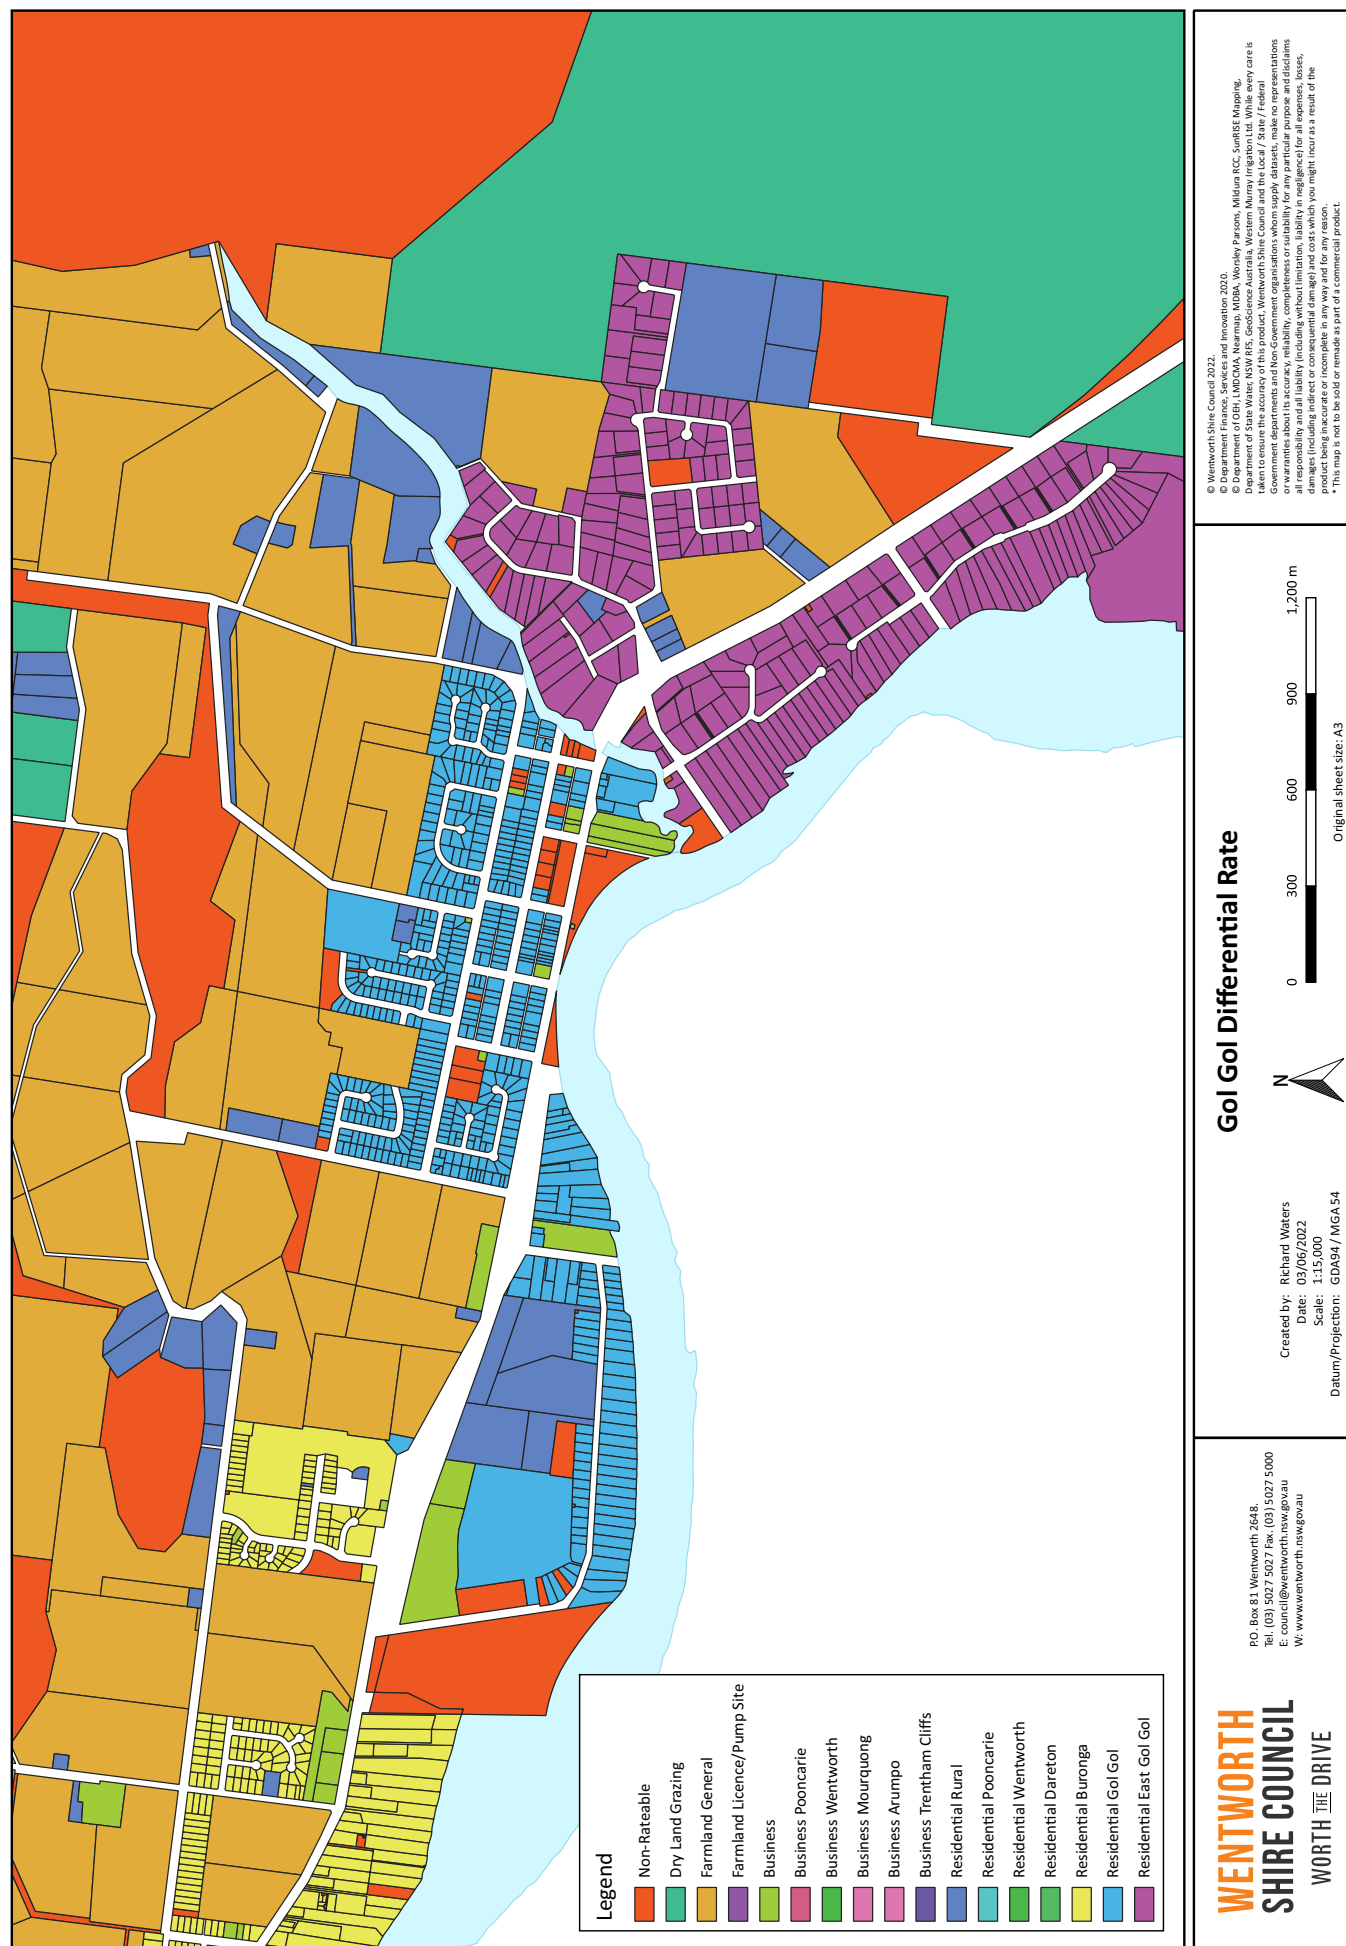 Legend
Non-Rateable
Dry Land Grazing
Farmland General
Farmland Licence/Pump Site
Business
Business Pooncarie
Business Wentworth
Business Mourquong
Business Arumpo
Business Trentham Cliffs
Residential Rural
Residential Pooncarie
Residential Wentworth
Residential Dareton
Residential Buronga
Residential Gol Gol
Residential East Gol Gol
WENTWORTH
SHIRE COUNCIL
WORTH THE DRIVE
P.O. Box 81 Wentworth 2648.
Tel. (03) 5027 5027 Fax. (03) 5027 5000
E: council@wentworth.nsw.gov.au
W: www.wentworth.nsw.gov.au
Gol Gol Differential Rate
Created by: Richard Waters
Date: 03/06/2022
Scale: 1:15,000
Datum/Projection: GDA94 / MGA 54
N
0 300 600 900 1,200 m
Original sheet size: A3
© Wentworth Shire Council 2022.
© Department Finance, Services and Innovation 2020.
© Department of OEH, LMDCMA, Nearmap, MDBA, Worsley Parsons, Mildura RCC, SunRISE Mapping,
Department of State Water, NSW RFS, GeoScience Australia, Western Murray Irrigation Ltd. While every care is
taken to ensure the accuracy of this product, Wentworth Shire Council and the Local / State / Federal
Government departments and Non-Government organisations whom supply datasets, make no representations
or warranties about its accuracy, reliability, completeness or suitability for any particular purpose and disclaims
all responsibility and all liability (including without limitation, liability in negligence) for all expenses, losses,
damages (including indirect or consequential damage) and costs which you might incur as a result of the
product being inaccurate or incomplete in any way and for any reason.
* This map is not to be sold or remade as part of a commercial product.